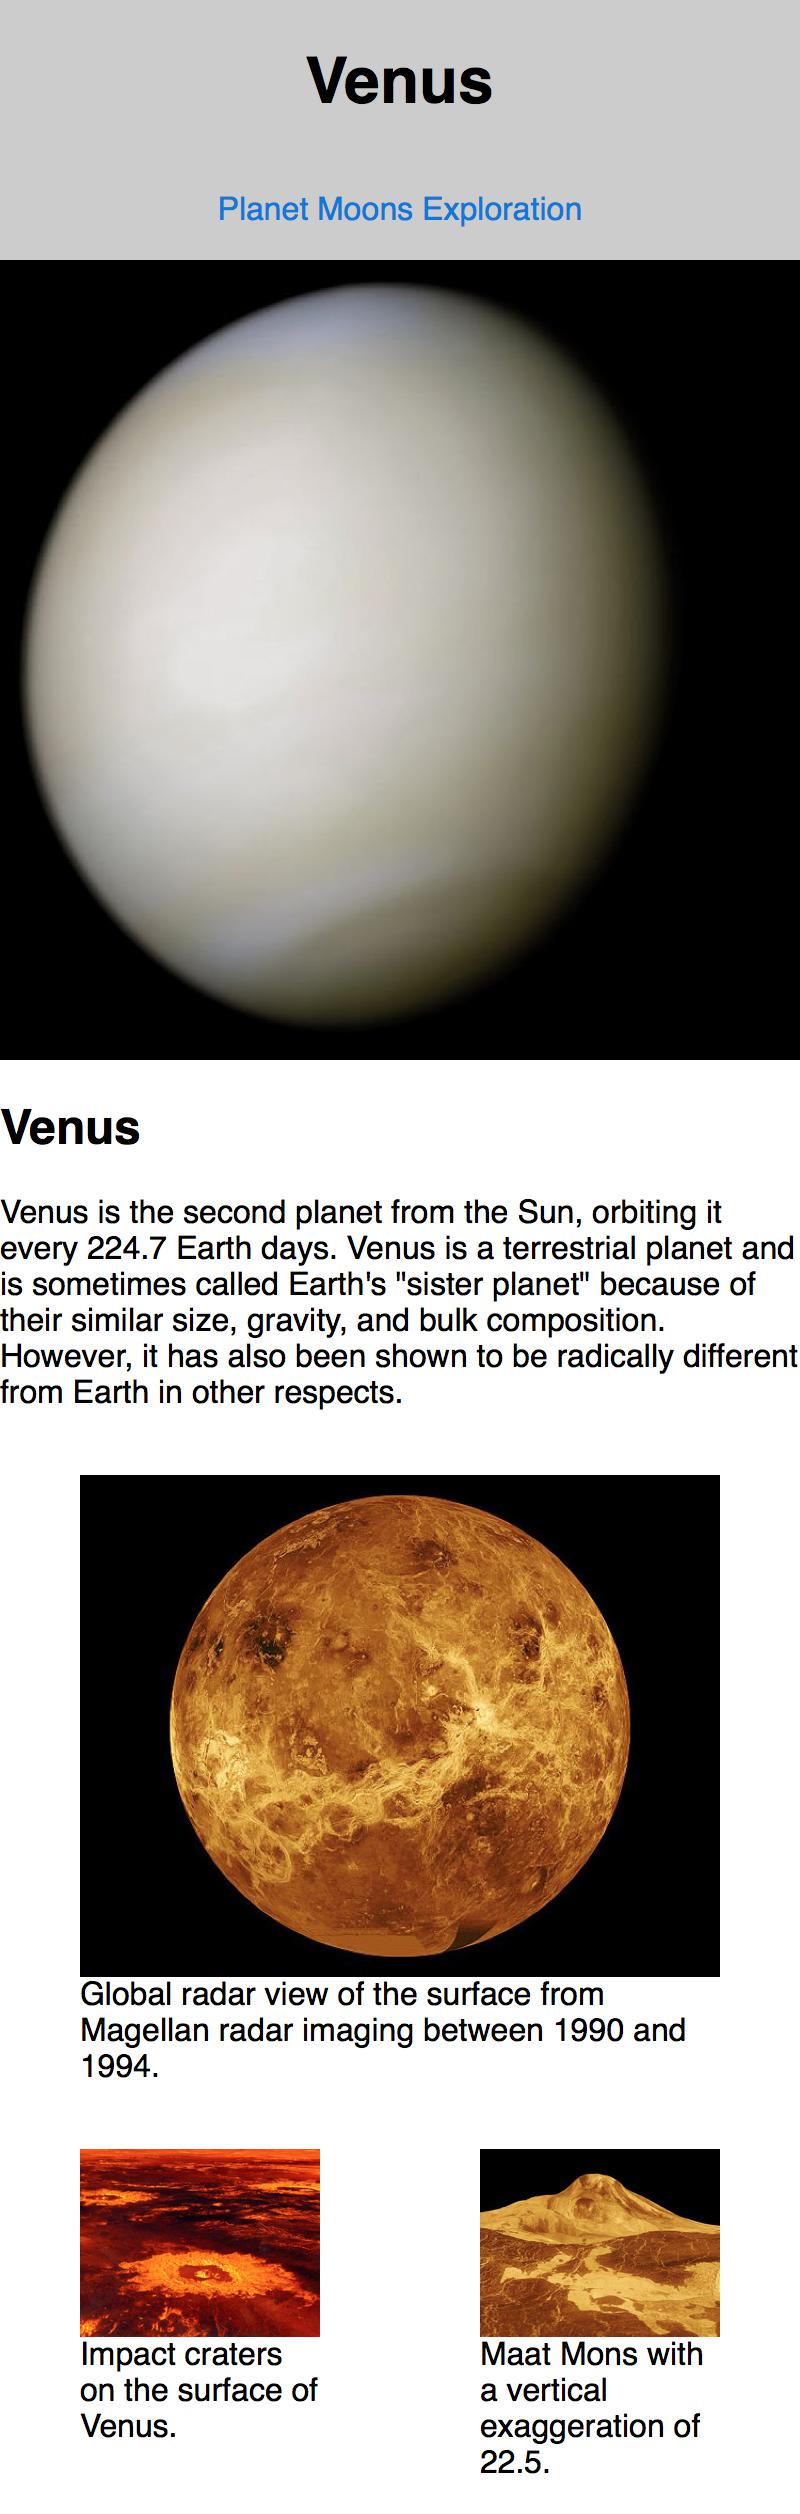 Venus
Planet Moons Exploration
Venus
Venus is the second planet from the Sun, orbiting it
every 224.7 Earth days. Venus is a terrestrial planet and
is sometimes called Earth's "sister planet" because of
their similar size, gravity, and bulk composition.
However, it has also been shown to be radically different
from Earth in other respects.
Global radar view of the surface from
Magellan radar imaging between 1990 and
1994.
Impact craters
on the surface of
Venus.
Maat Mons with
a vertical
exaggeration of
22.5.